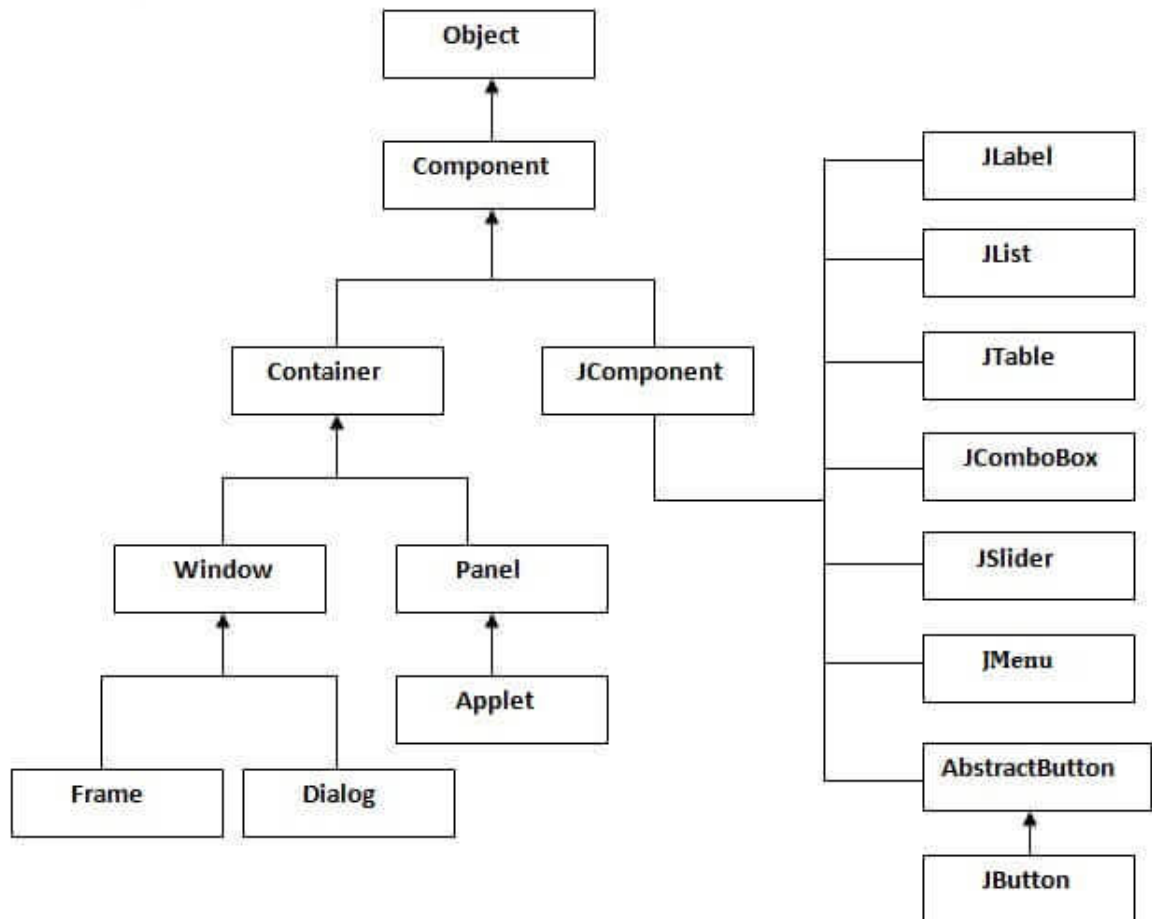 Object
Component
JLabel
JList
Container
JComponent
JTable
JComboBox
Window
Panel
JSlider
JMenu
Applet
Frame
Dialog
AbstractButton
JButton